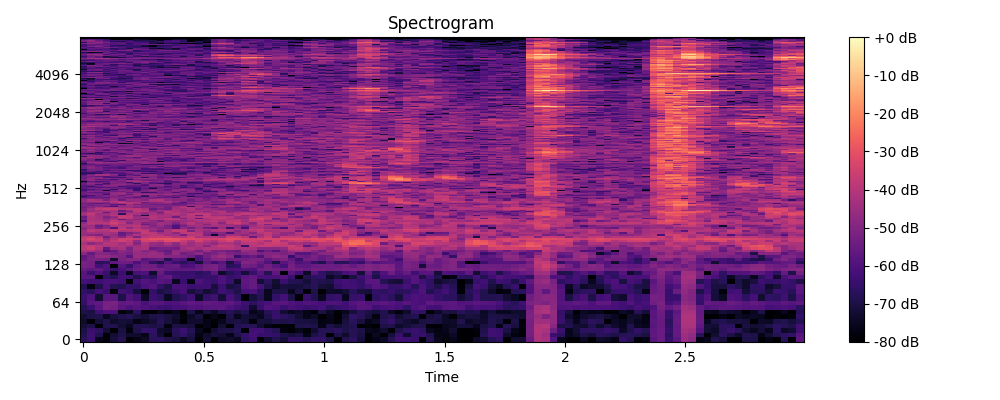 Spectrogram
Hz
4096
2048
1024
512
256
128
64
0
0
0.5
1
1.5
2
2.5
Time
+0 dB
-10 dB
-20 dB
-30 dB
-40 dB
-50 dB
-60 dB
-70 dB
-80 dB